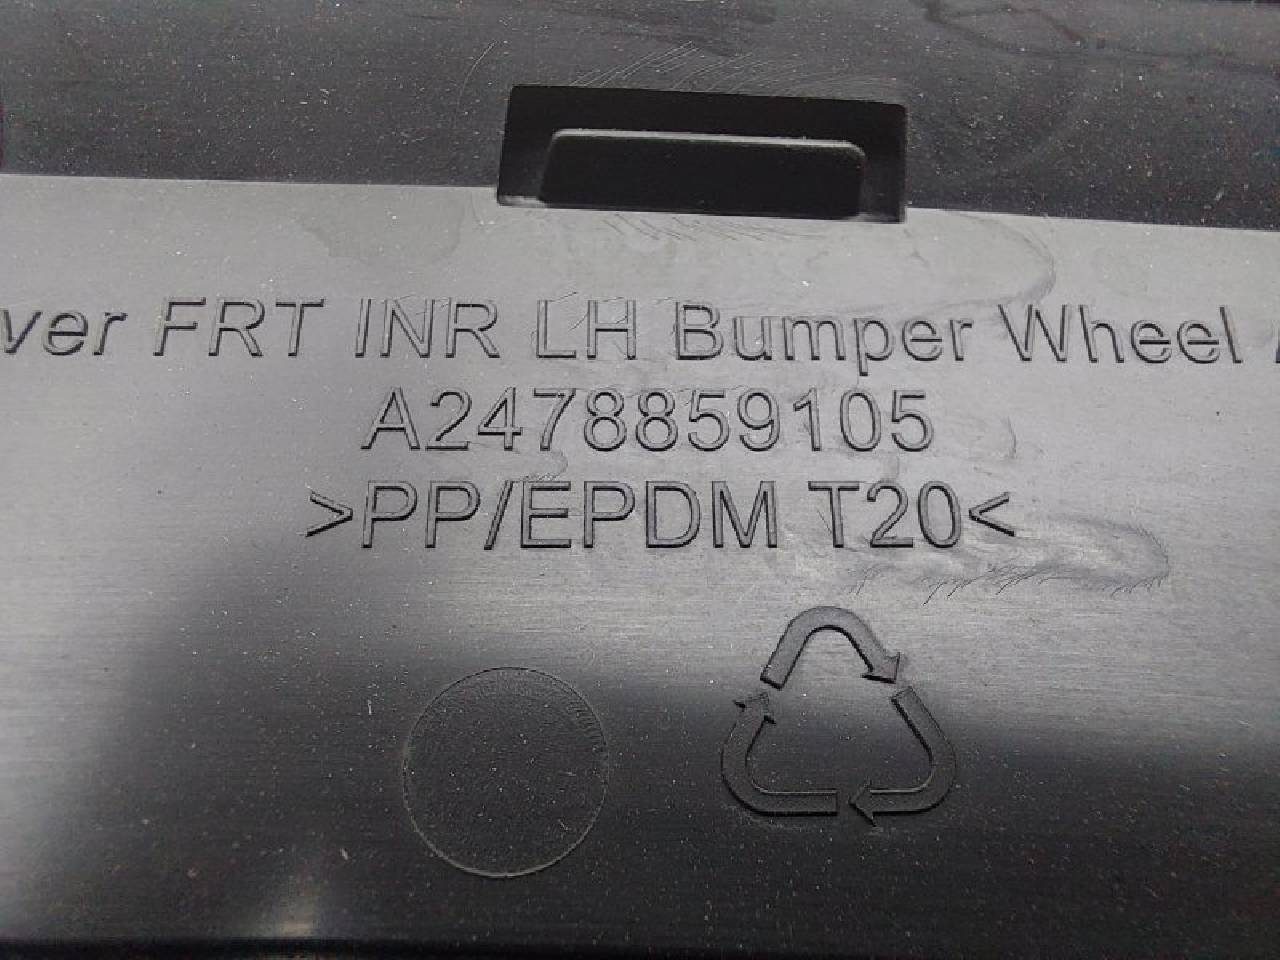 ver FRT INR LH Bumper Wheel
A2478859105
>PP/EPDM T20<